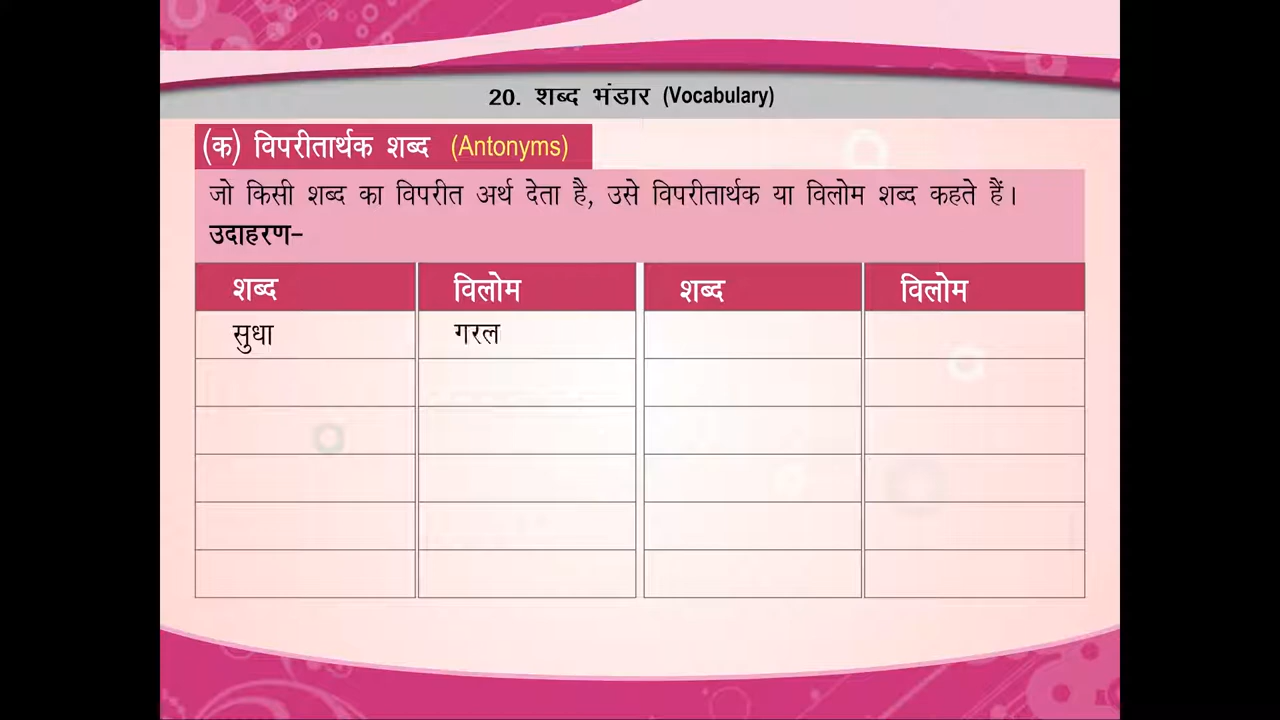 20. शब्द भंडार (Vocabulary)
(क) विपरीतार्थक शब्द (Antonyms)
जो किसी शब्द का विपरीत अर्थ देता है, उसे विपरीतार्थक या विलोम शब्द कहते हैं।
उदाहरण–
शब्द विलोम शब्द विलोम
सुधा गरल